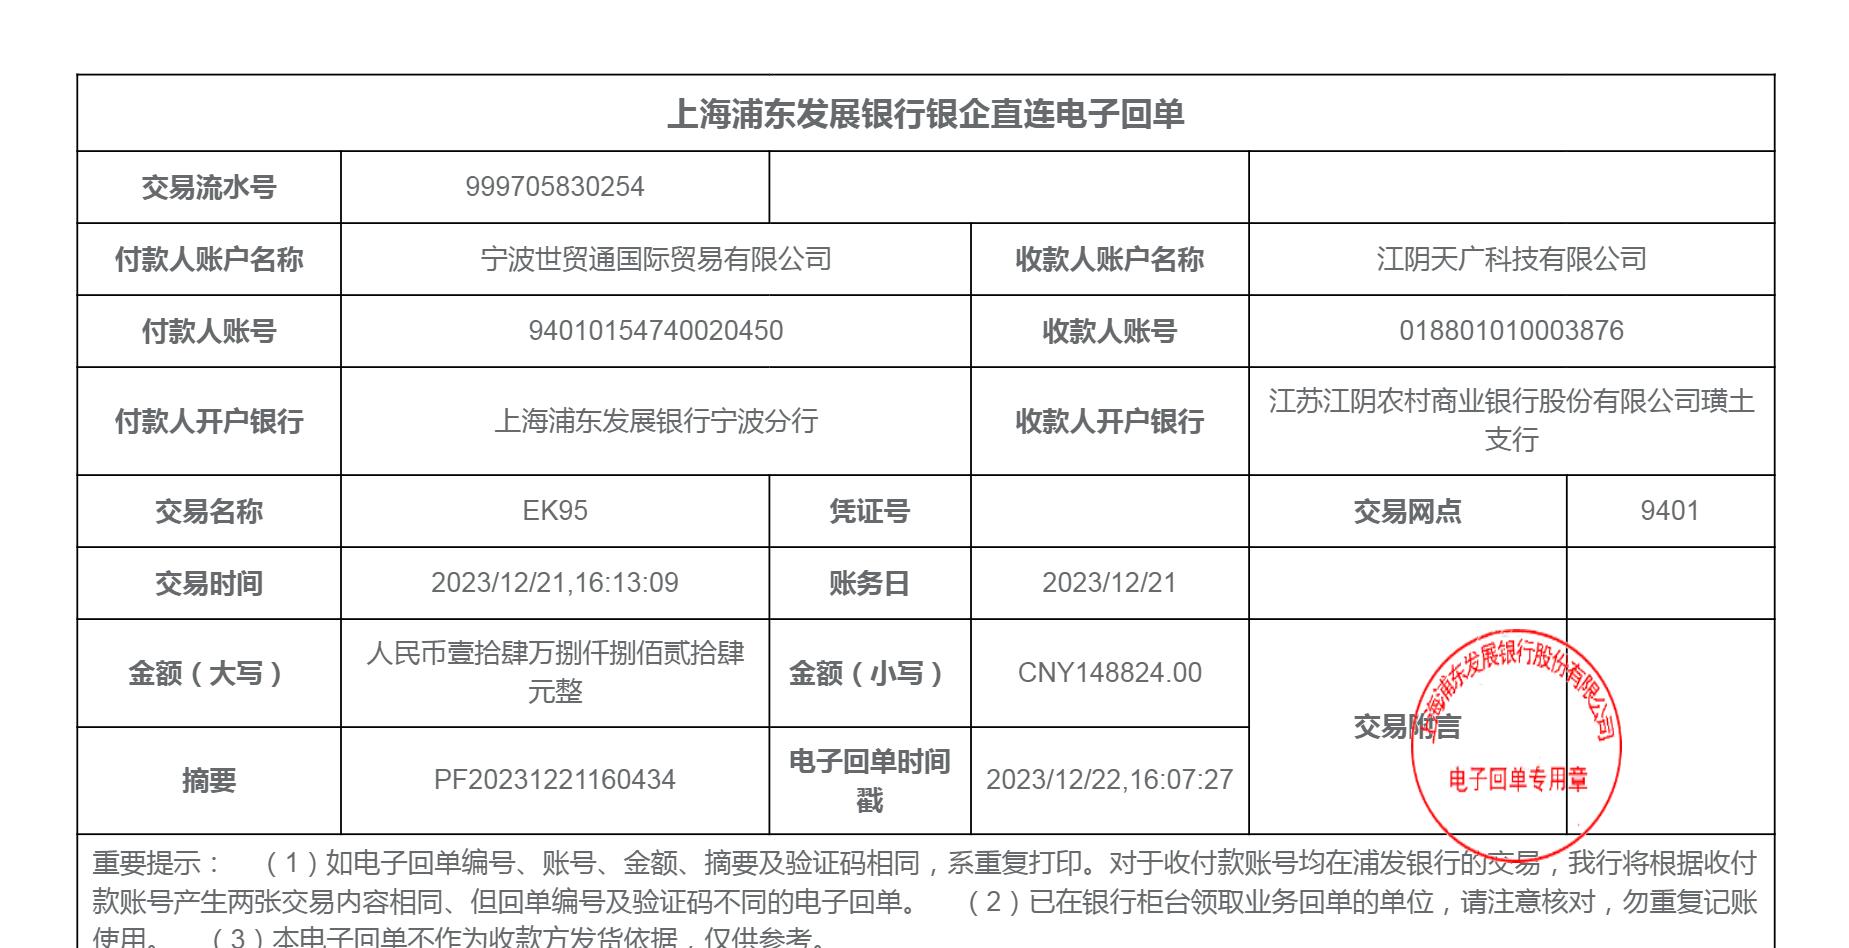 上海浦东发展银行银企直连电子回单
交易流水号 999705830254
付款人账户名称 宁波世贸通国际贸易有限公司 收款人账户名称 江阴天广科技有限公司
付款人账号 94010154740020450 收款人账号 018801010003876
付款人开户银行 上海浦东发展银行宁波分行 收款人开户银行 江苏江阴农村商业银行股份有限公司璜土
支行
交易名称 EK95 凭证号 交易网点 9401
交易时间 2023/12/21,16:13:09 账务日 2023/12/21
金额（大写） 人民币壹拾肆万捌仟捌佰贰拾肆
元整
金额（小写） CNY148824.00
交易附言
上海浦东发展银行股份有限公司
电子回单专用章
摘要 PF20231221160434 电子回单时间
戳
2023/12/22,16:07:27
重要提示： （1）如电子回单编号、账号、金额、摘要及验证码相同，系重复打印。对于收付款账号均在浦发银行的交易，我行将根据收付
款账号产生两张交易内容相同、但回单编号及验证码不同的电子回单。 （2）已在银行柜台领取业务回单的单位，请注意核对，勿重复记账
使用。 （3）本电子回单不作为收款方发货依据，仅供参考。